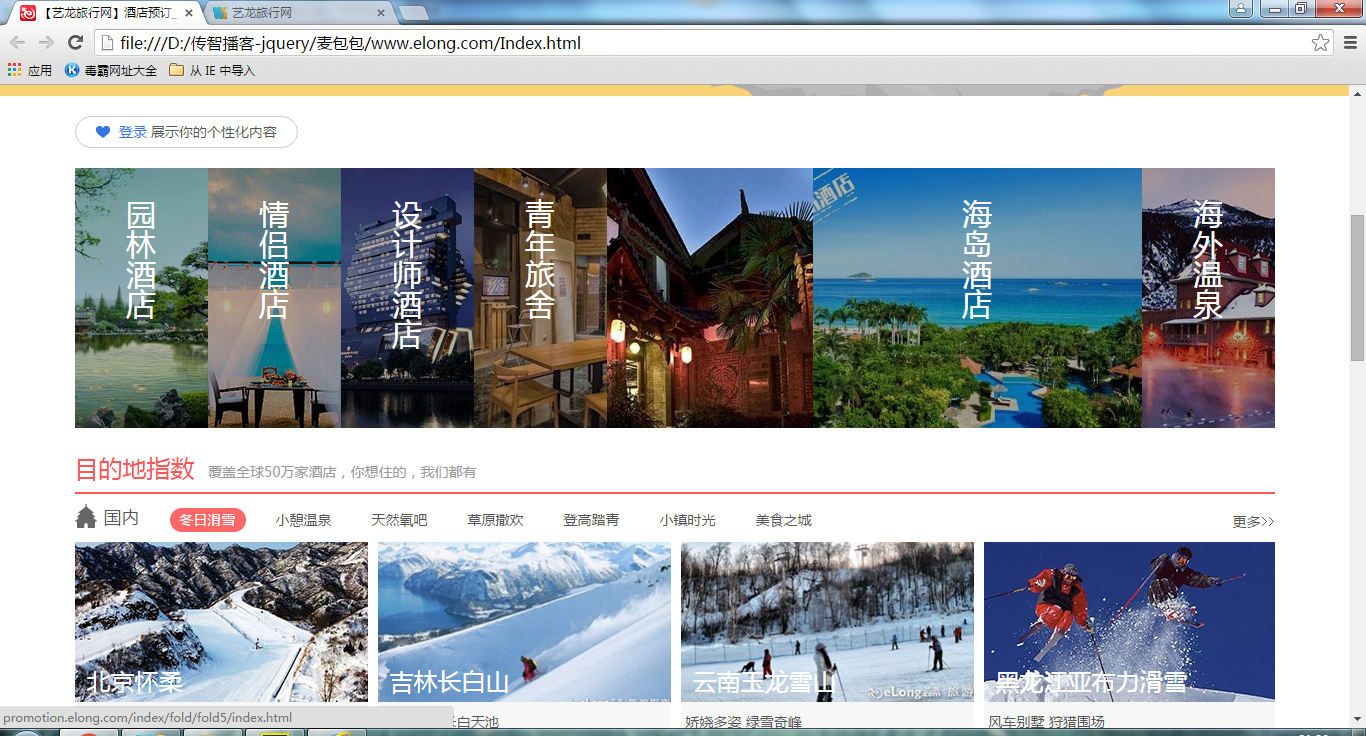 【艺龙旅行网】酒店预订_
艺龙旅行网
file:///D:/传智播客-jquery/麦包包/www.elong.com/Index.html
应用
毒霸网址大全
从 IE 中导入
登录 展示你的个性化内容
园林酒店
情侣酒店
设计师酒店
青年旅舍
酒店
海岛酒店
海外温泉
目的地指数 覆盖全球50万家酒店，你想住的，我们都有
国内 冬日滑雪 小憩温泉 天然氧吧 草原撒欢 登高踏青 小镇时光 美食之城 更多>>
北京怀柔
吉林长白山
云南玉龙雪山
eLong.com 旅游
黑龙江亚布力滑雪
长白天池
娇娆多姿 绿雪奇峰
风车别墅 狩猎围场
promotion.elong.com/index/fold/fold5/index.html